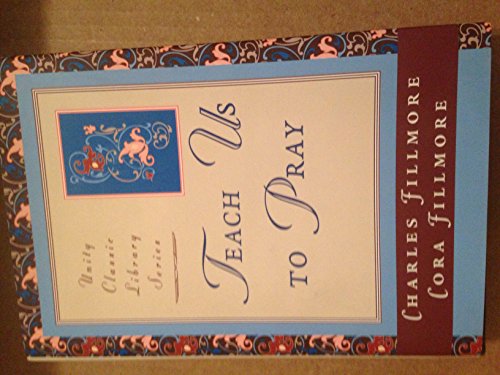 Unity
Classic
Library
Series
TEACH US
TO PRAY
CHARLES FILLMORE
CORA FILLMORE